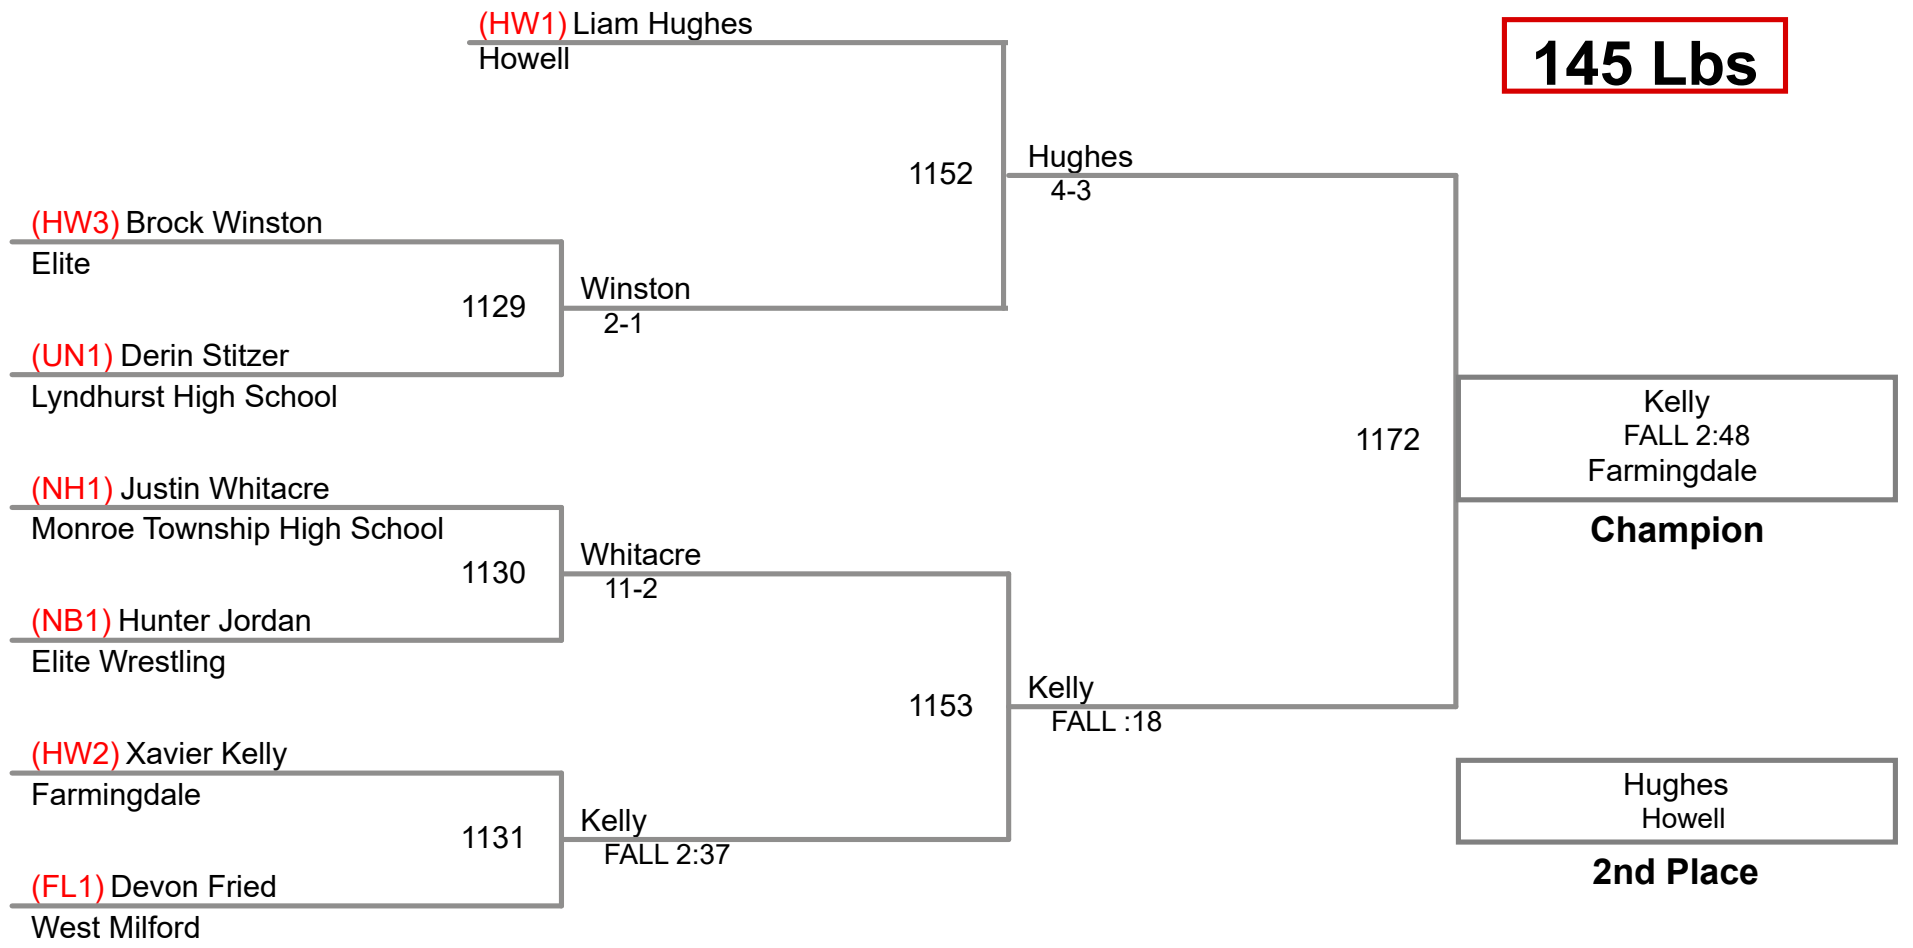 (HW1) Liam Hughes
Howell
145 Lbs
1152
Hughes
4-3
(HW3) Brock Winston
Elite
1129
Winston
2-1
(UN1) Derin Stitzer
Lyndhurst High School
Kelly
FALL 2:48
Farmingdale
1172
Champion
(NH1) Justin Whitacre
Monroe Township High School
1130
Whitacre
11-2
(NB1) Hunter Jordan
Elite Wrestling
1153
Kelly
FALL :18
(HW2) Xavier Kelly
Farmingdale
1131
Kelly
FALL 2:37
Hughes
Howell
2nd Place
(FL1) Devon Fried
West Milford